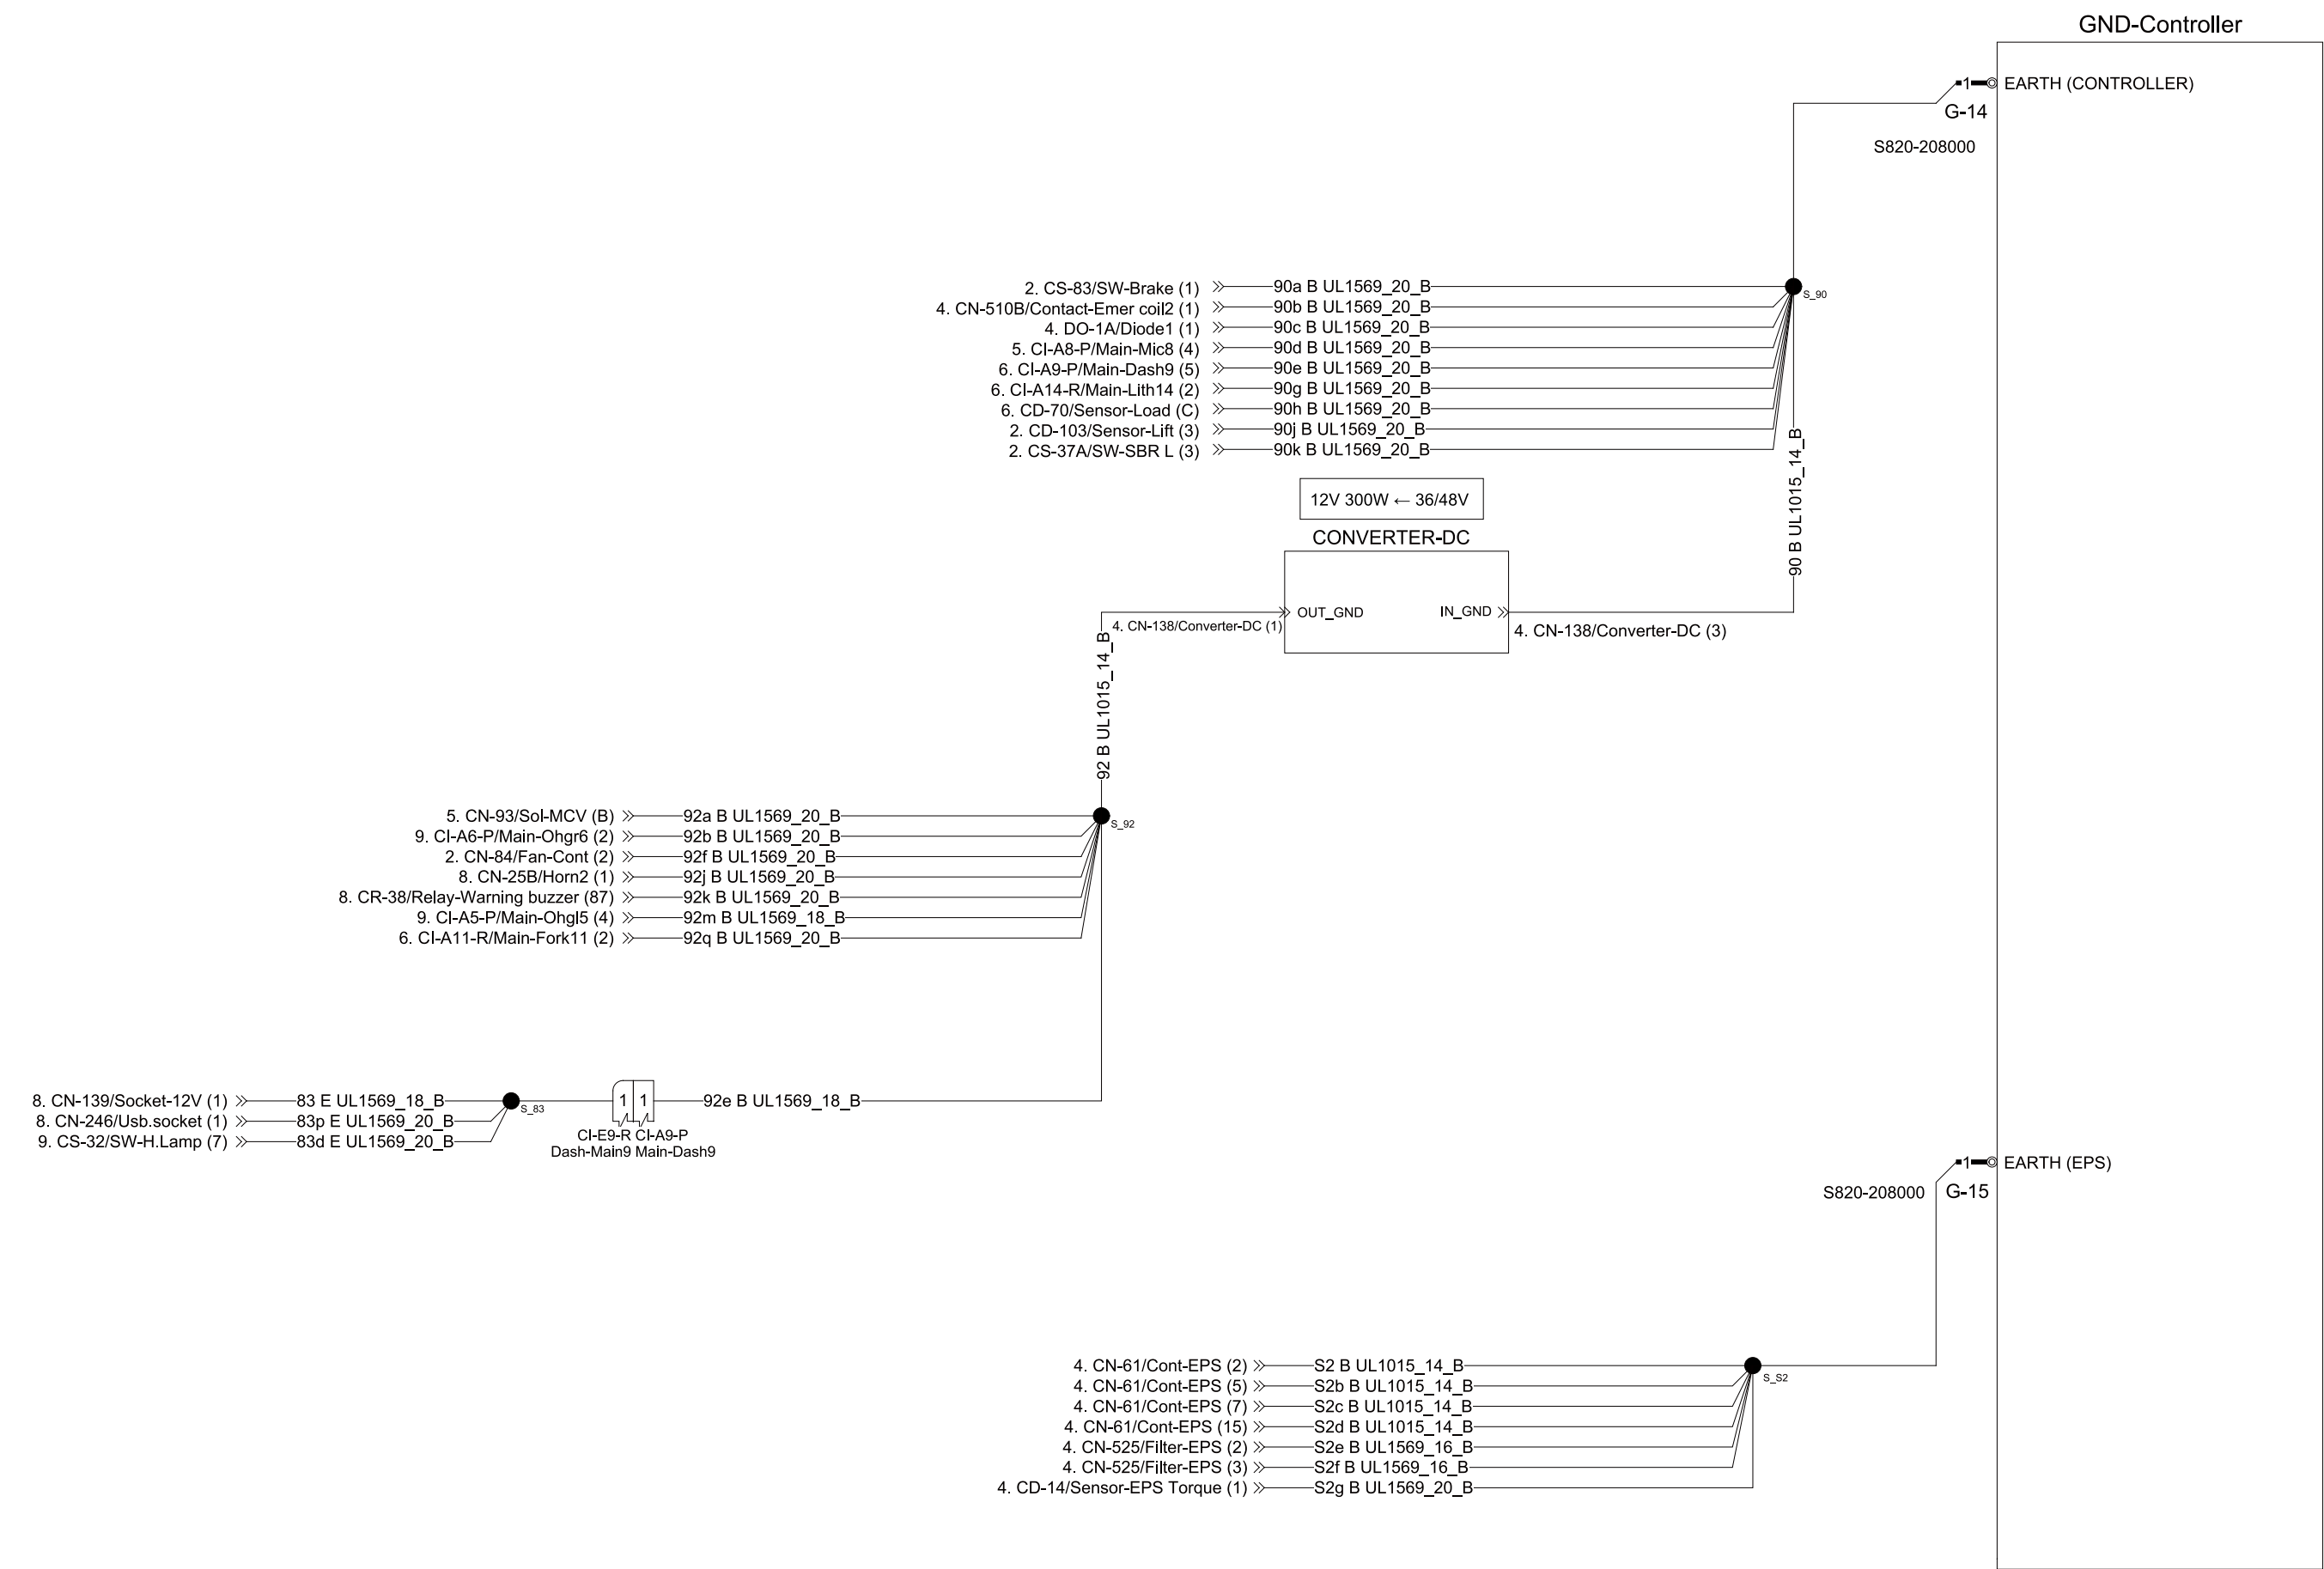 GND-Controller
1 EARTH (CONTROLLER)
G-14
S820-208000
2. CS-83/SW-Brake (1) 90a B UL1569_20_B
S_90
4. CN-510B/Contact-Emer coil2 (1) 90b B UL1569_20_B
4. DO-1A/Diode1 (1) 90c B UL1569_20_B
5. CI-A8-P/Main-Mic8 (4) 90d B UL1569_20_B
6. CI-A9-P/Main-Dash9 (5) 90e B UL1569_20_B
6. CI-A14-R/Main-Lith14 (2) 90g B UL1569_20_B
6. CD-70/Sensor-Load (C) 90h B UL1569_20_B
2. CD-103/Sensor-Lift (3) 90j B UL1569_20_B
2. CS-37A/SW-SBR L (3) 90k B UL1569_20_B
90 B UL1015_14_B
12V 300W ← 36/48V
CONVERTER-DC
OUT_GND IN_GND
4. CN-138/Converter-DC (1) 4. CN-138/Converter-DC (3)
92 B UL1015_14_B
5. CN-93/Sol-MCV (B) 92a B UL1569_20_B
S_92
9. CI-A6-P/Main-Ohgr6 (2) 92b B UL1569_20_B
2. CN-84/Fan-Cont (2) 92f B UL1569_20_B
8. CN-25B/Horn2 (1) 92j B UL1569_20_B
8. CR-38/Relay-Warning buzzer (87) 92k B UL1569_20_B
9. CI-A5-P/Main-Ohgl5 (4) 92m B UL1569_18_B
6. CI-A11-R/Main-Fork11 (2) 92q B UL1569_20_B
8. CN-139/Socket-12V (1) 83 E UL1569_18_B 1 1 92e B UL1569_18_B
S_83
8. CN-246/Usb.socket (1) 83p E UL1569_20_B
9. CS-32/SW-H.Lamp (7) 83d E UL1569_20_B
CI-E9-R CI-A9-P
Dash-Main9 Main-Dash9
1 EARTH (EPS)
S820-208000 G-15
4. CN-61/Cont-EPS (2) S2 B UL1015_14_B
S_S2
4. CN-61/Cont-EPS (5) S2b B UL1015_14_B
4. CN-61/Cont-EPS (7) S2c B UL1015_14_B
4. CN-61/Cont-EPS (15) S2d B UL1015_14_B
4. CN-525/Filter-EPS (2) S2e B UL1569_16_B
4. CN-525/Filter-EPS (3) S2f B UL1569_16_B
4. CD-14/Sensor-EPS Torque (1) S2g B UL1569_20_B